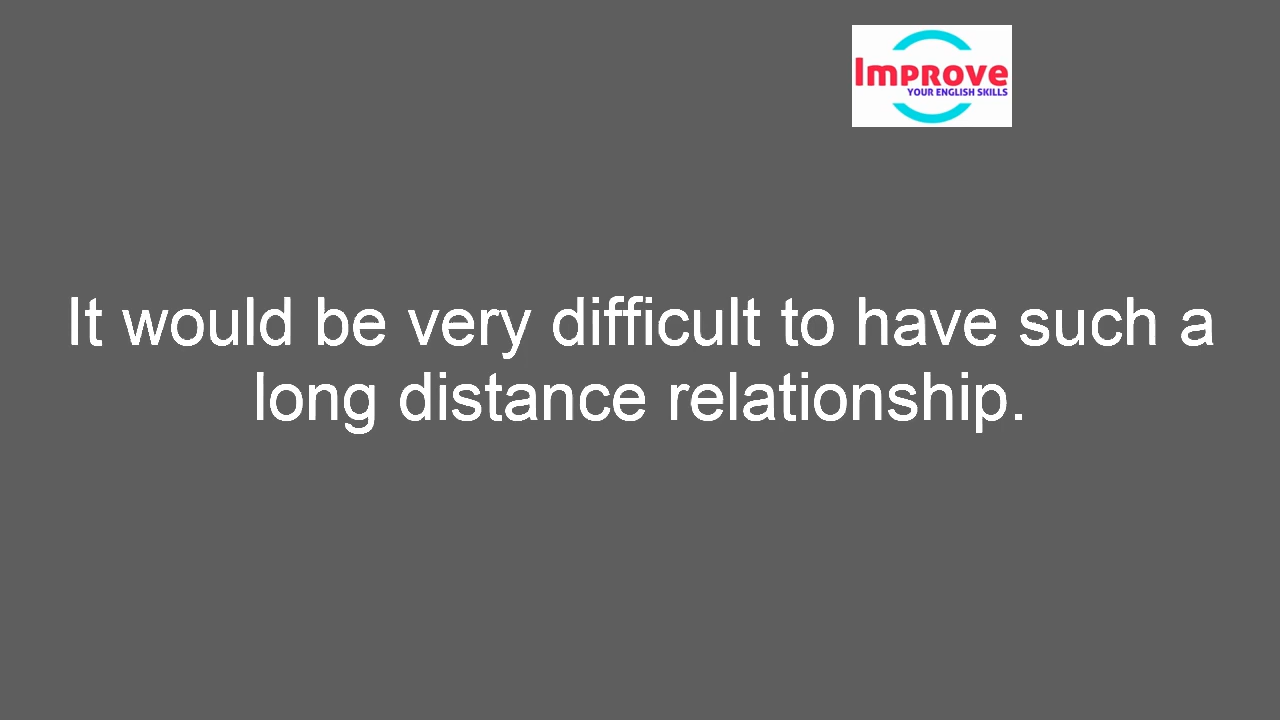 Improve
YOUR ENGLISH SKILLS
It would be very difficult to have such a
long distance relationship.